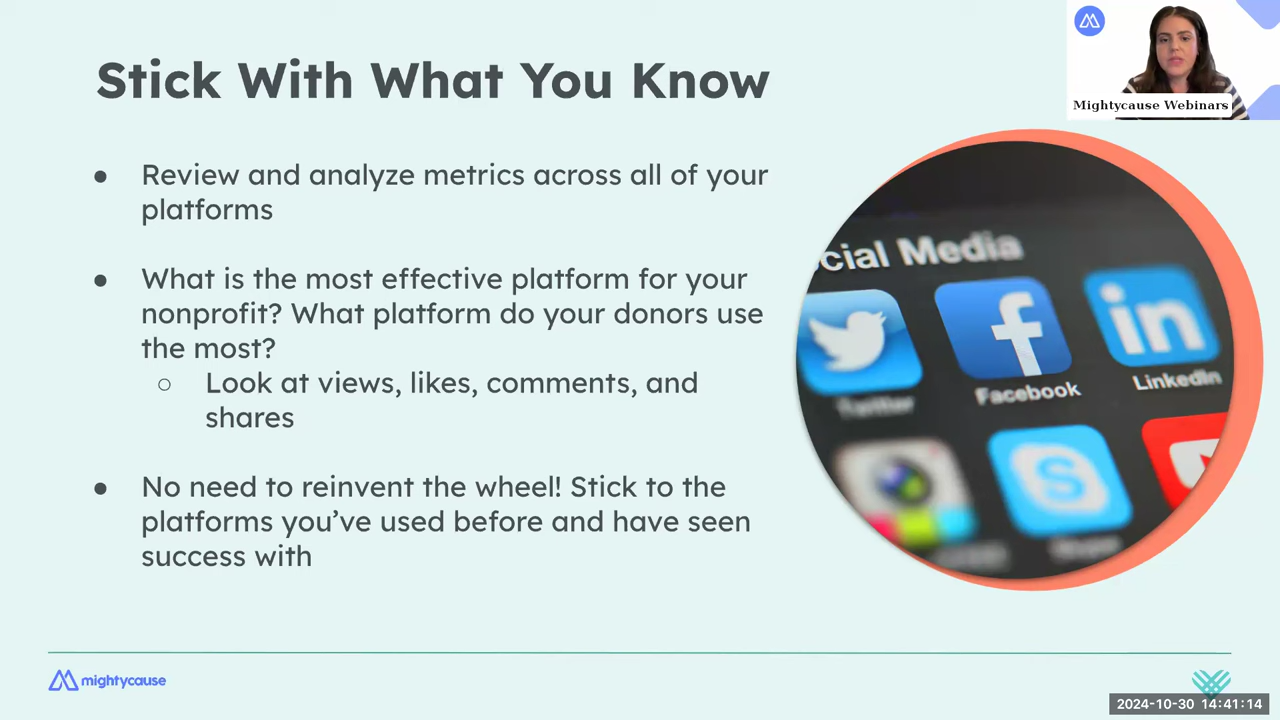 Stick With What You Know
Mightycause Webinars
● Review and analyze metrics across all of your
platforms
● What is the most effective platform for your
nonprofit? What platform do your donors use
the most?
○ Look at views, likes, comments, and
shares
● No need to reinvent the wheel! Stick to the
platforms you’ve used before and have seen
success with
cial Media
Twitter
Facebook
LinkedIn
Skype
mightycause
2024-10-30 14:41:14